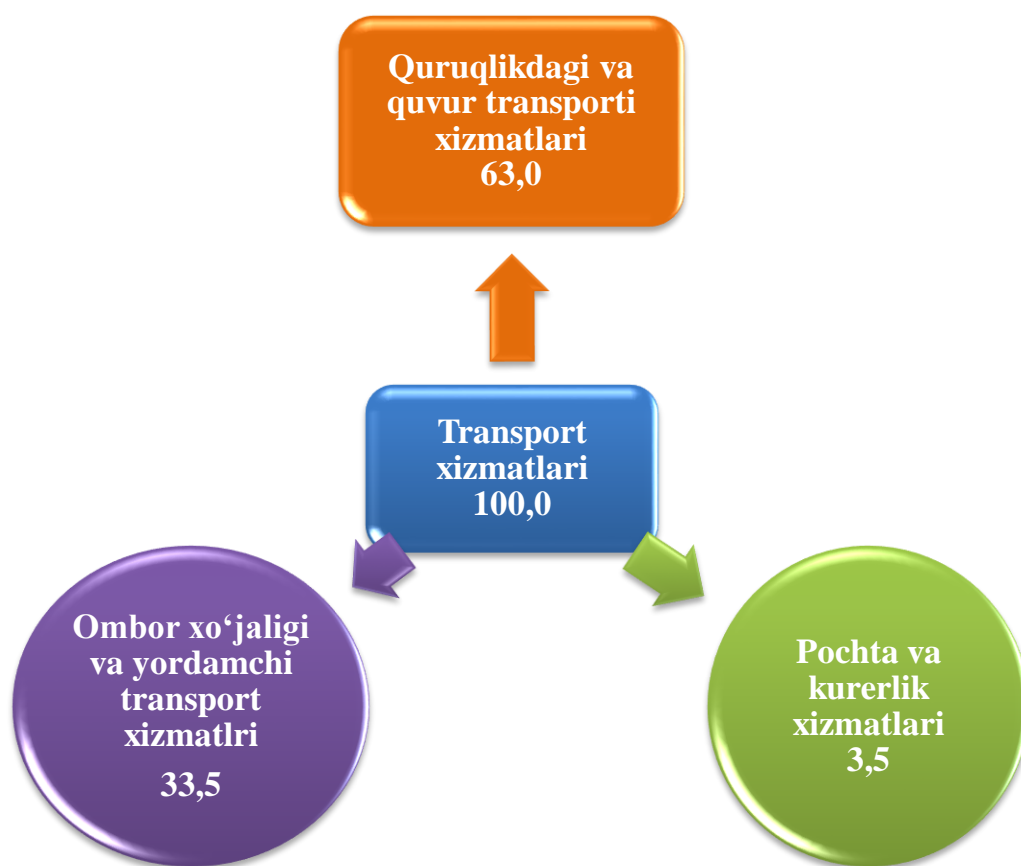 Quruqlikdagi va
quvur transporti
xizmatlari
63,0
Transport
xizmatlari
100,0
Ombor xo‘jaligi
va yordamchi
transport
xizmatlri
33,5
Pochta va
kurerlik
xizmatlari
3,5